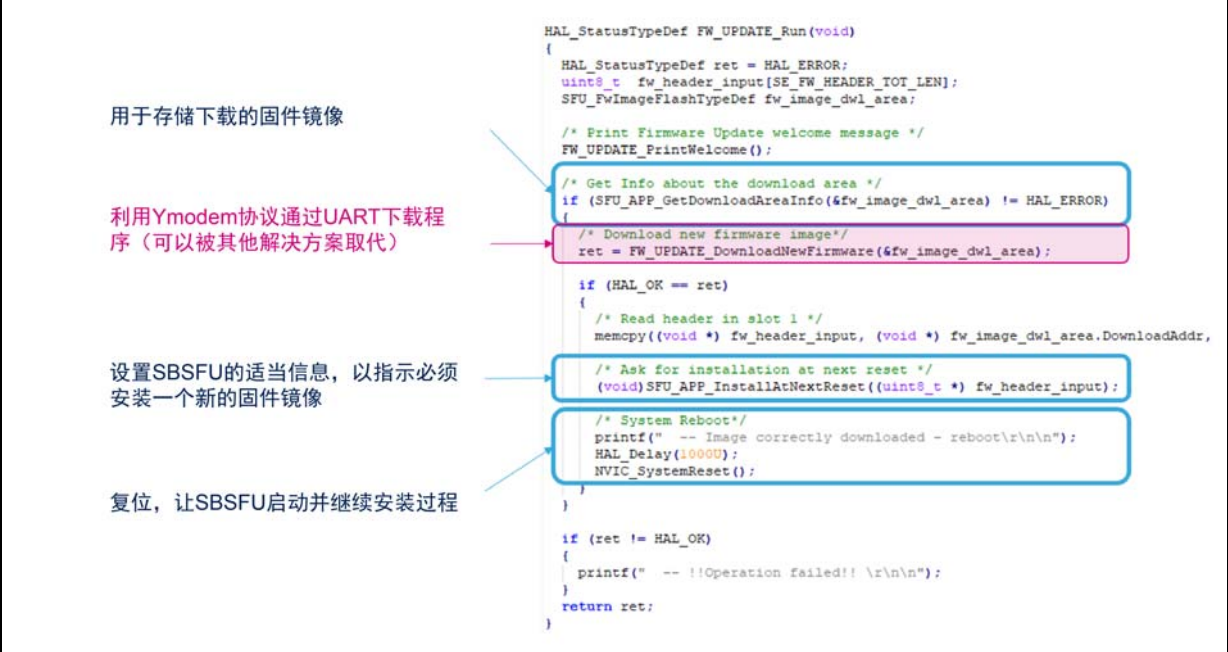 用于存储下载的固件镜像
利用Ymodem协议通过UART下载程
序（可以被其他解决方案取代）
设置SBSFU的适当信息，以指示必须
安装一个新的固件镜像
复位，让SBSFU启动并继续安装过程
HAL_StatusTypeDef FW_UPDATE_Run(void)
{
  HAL_StatusTypeDef ret = HAL_ERROR;
  uint8_t  fw_header_input[SE_FW_HEADER_TOT_LEN];
  SFU_FwImageFlashTypeDef fw_image_dwl_area;

  /* Print Firmware Update welcome message */
  FW_UPDATE_PrintWelcome();

  /* Get Info about the download area */
  if (SFU_APP_GetDownloadAreaInfo(&fw_image_dwl_area) != HAL_ERROR)
  {
    /* Download new firmware image*/
    ret = FW_UPDATE_DownloadNewFirmware(&fw_image_dwl_area);

    if (HAL_OK == ret)
    {
      /* Read header in slot 1 */
      memcpy((void *) fw_header_input, (void *) fw_image_dwl_area.DownloadAddr,

      /* Ask for installation at next reset */
      (void)SFU_APP_InstallAtNextReset((uint8_t *) fw_header_input);

      /* System Reboot*/
      printf("  -- Image correctly downloaded - reboot\r\n\n");
      HAL_Delay(1000U);
      NVIC_SystemReset();
    }
  }

  if (ret != HAL_OK)
  {
    printf("  -- !!Operation failed!! \r\n\n");
  }
  return ret;
}